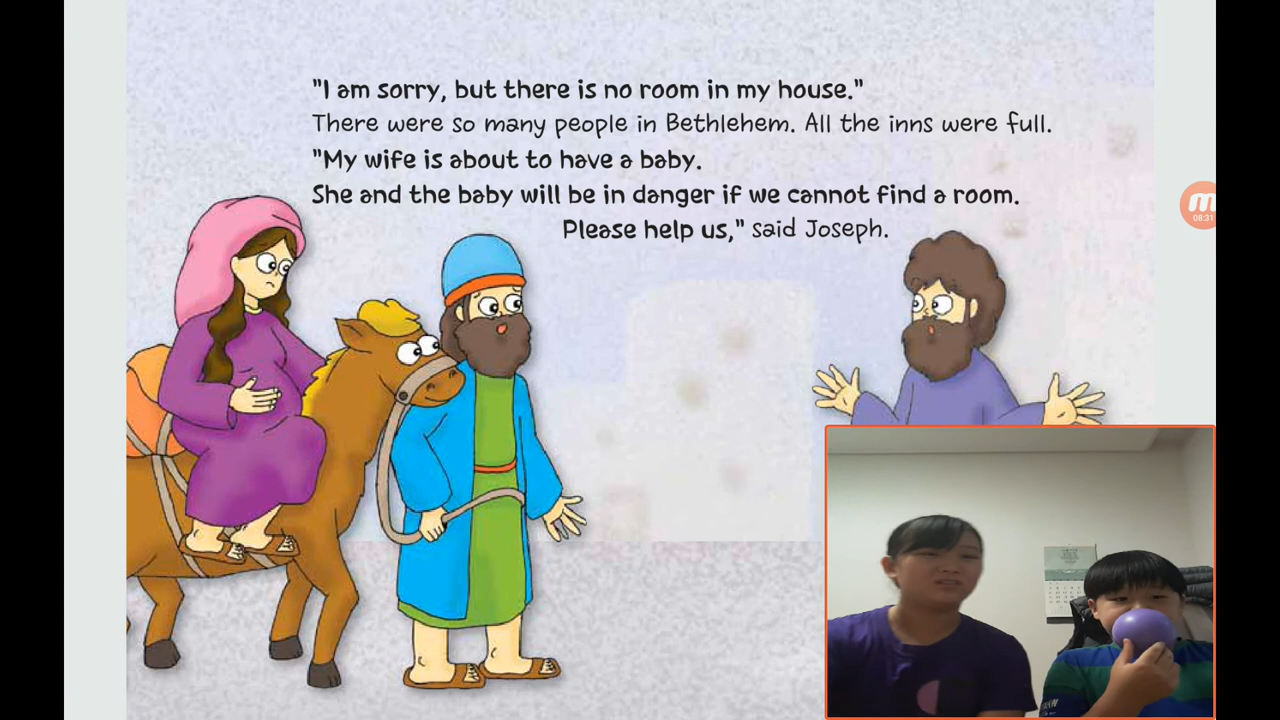 "I am sorry, but there is no room in my house."
There were so many people in Bethlehem. All the inns were full.
"My wife is about to have a baby.
She and the baby will be in danger if we cannot find a room.
Please help us," said Joseph.
08:31